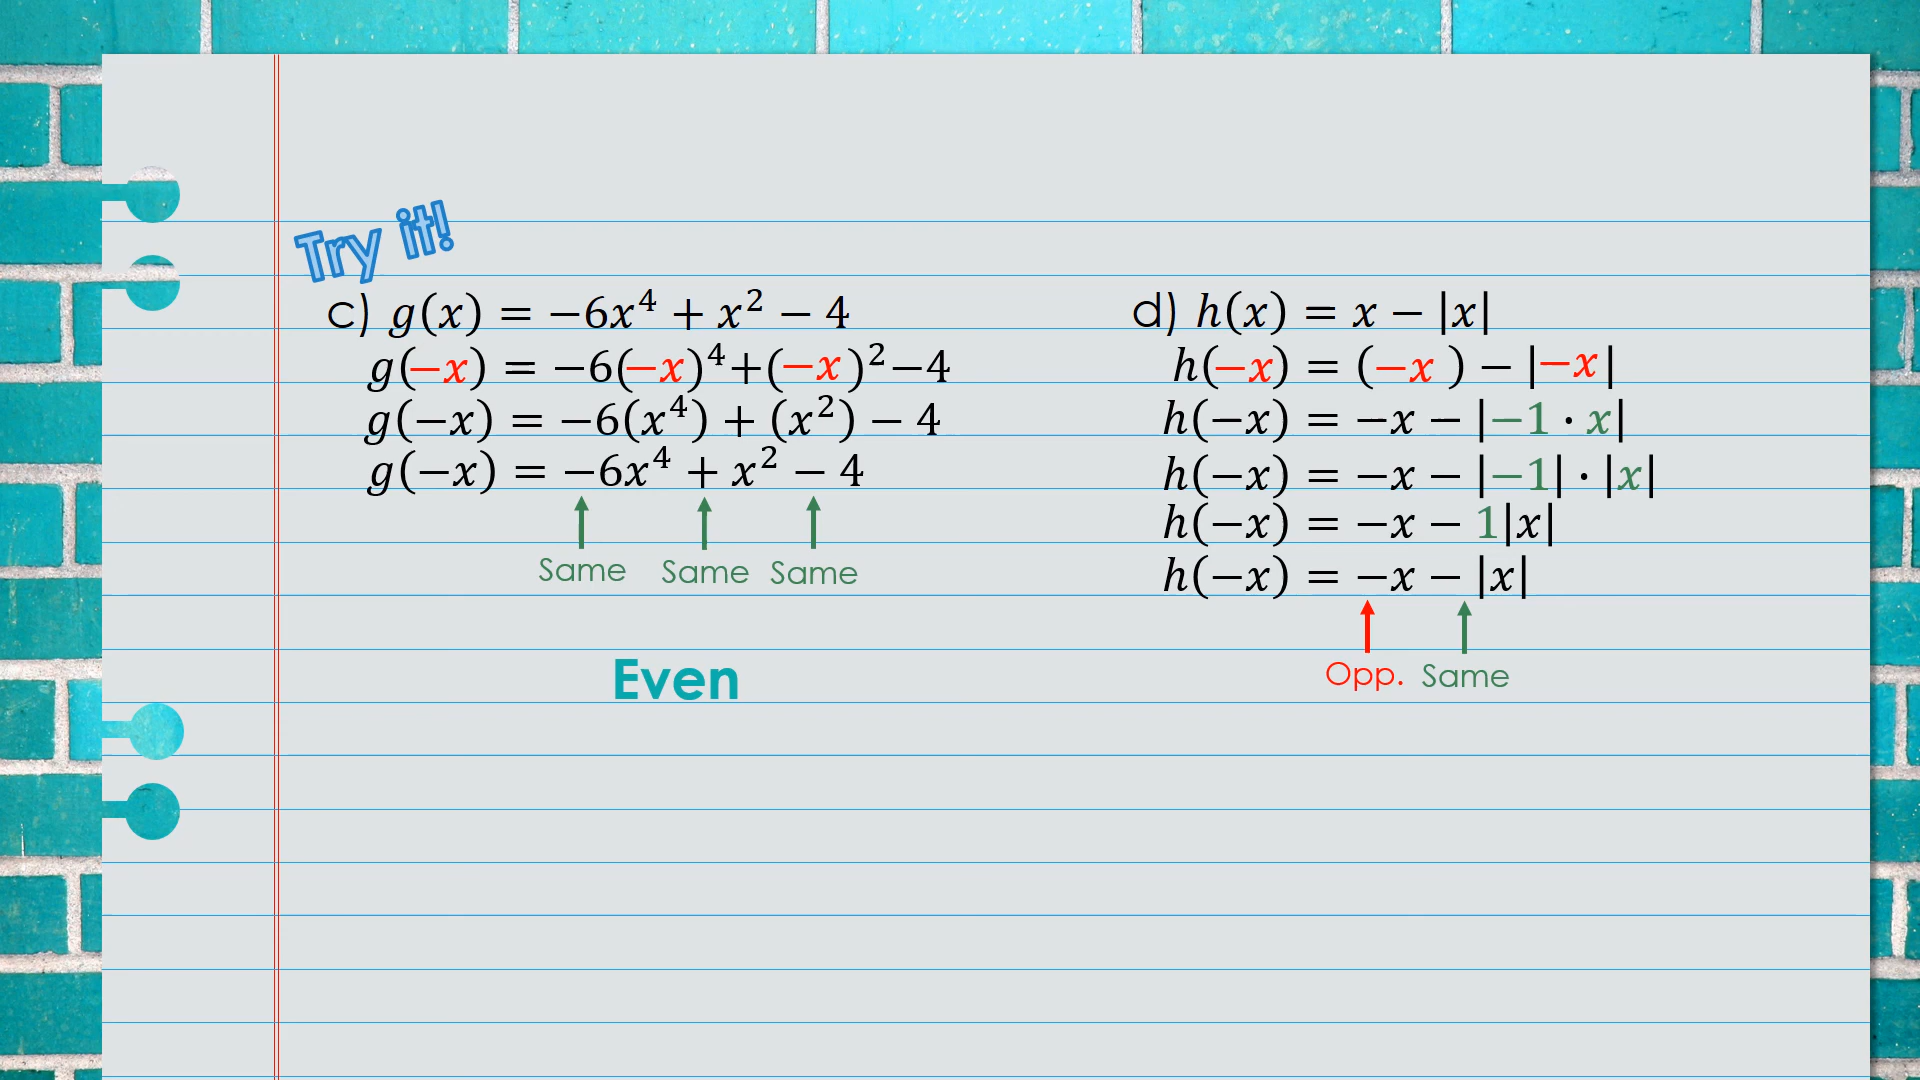 Try it!
c) g(x) = −6x⁴ + x² − 4
g(−x) = −6(−x)⁴+(−x)²−4
g(−x) = −6(x⁴) + (x²) − 4
g(−x) = −6x⁴ + x² − 4
Same Same Same
Even
d) h(x) = x − |x|
h(−x) = (−x ) − |−x|
h(−x) = −x − |−1 · x|
h(−x) = −x − |−1| · |x|
h(−x) = −x − 1|x|
h(−x) = −x − |x|
Opp. Same